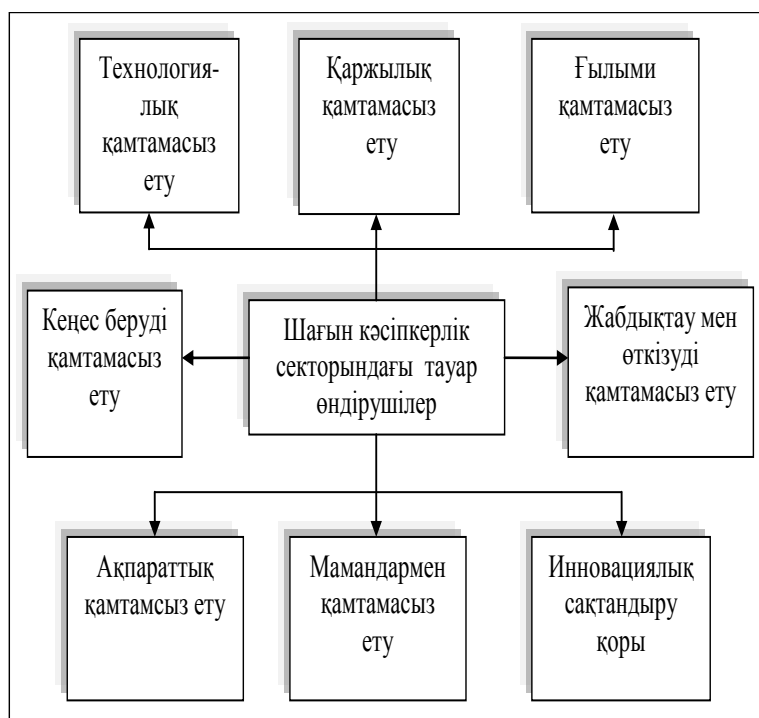 Технология-
лық
қамтамасыз
ету
Қаржылық
қамтамасыз
ету
Ғылыми
қамтамасыз
ету
Кеңес беруді
қамтамасыз
ету
Шағын кәсіпкерлік
секторындағы тауар
өндірушілер
Жабдықтау мен
өткізуді
қамтамасыз ету
Ақпараттық
қамтамсыз ету
Мамандармен
қамтамасыз
ету
Инновациялық
сақтандыру
қоры